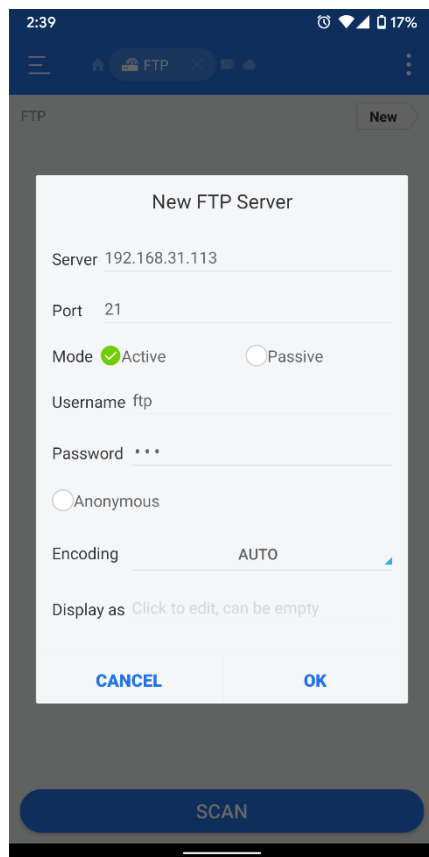 2:39 17%
FTP
FTP New
New FTP Server
Server 192.168.31.113
Port 21
Mode Active Passive
Username ftp
Password •••
Anonymous
Encoding AUTO
Display as Click to edit, can be empty
CANCEL OK
SCAN